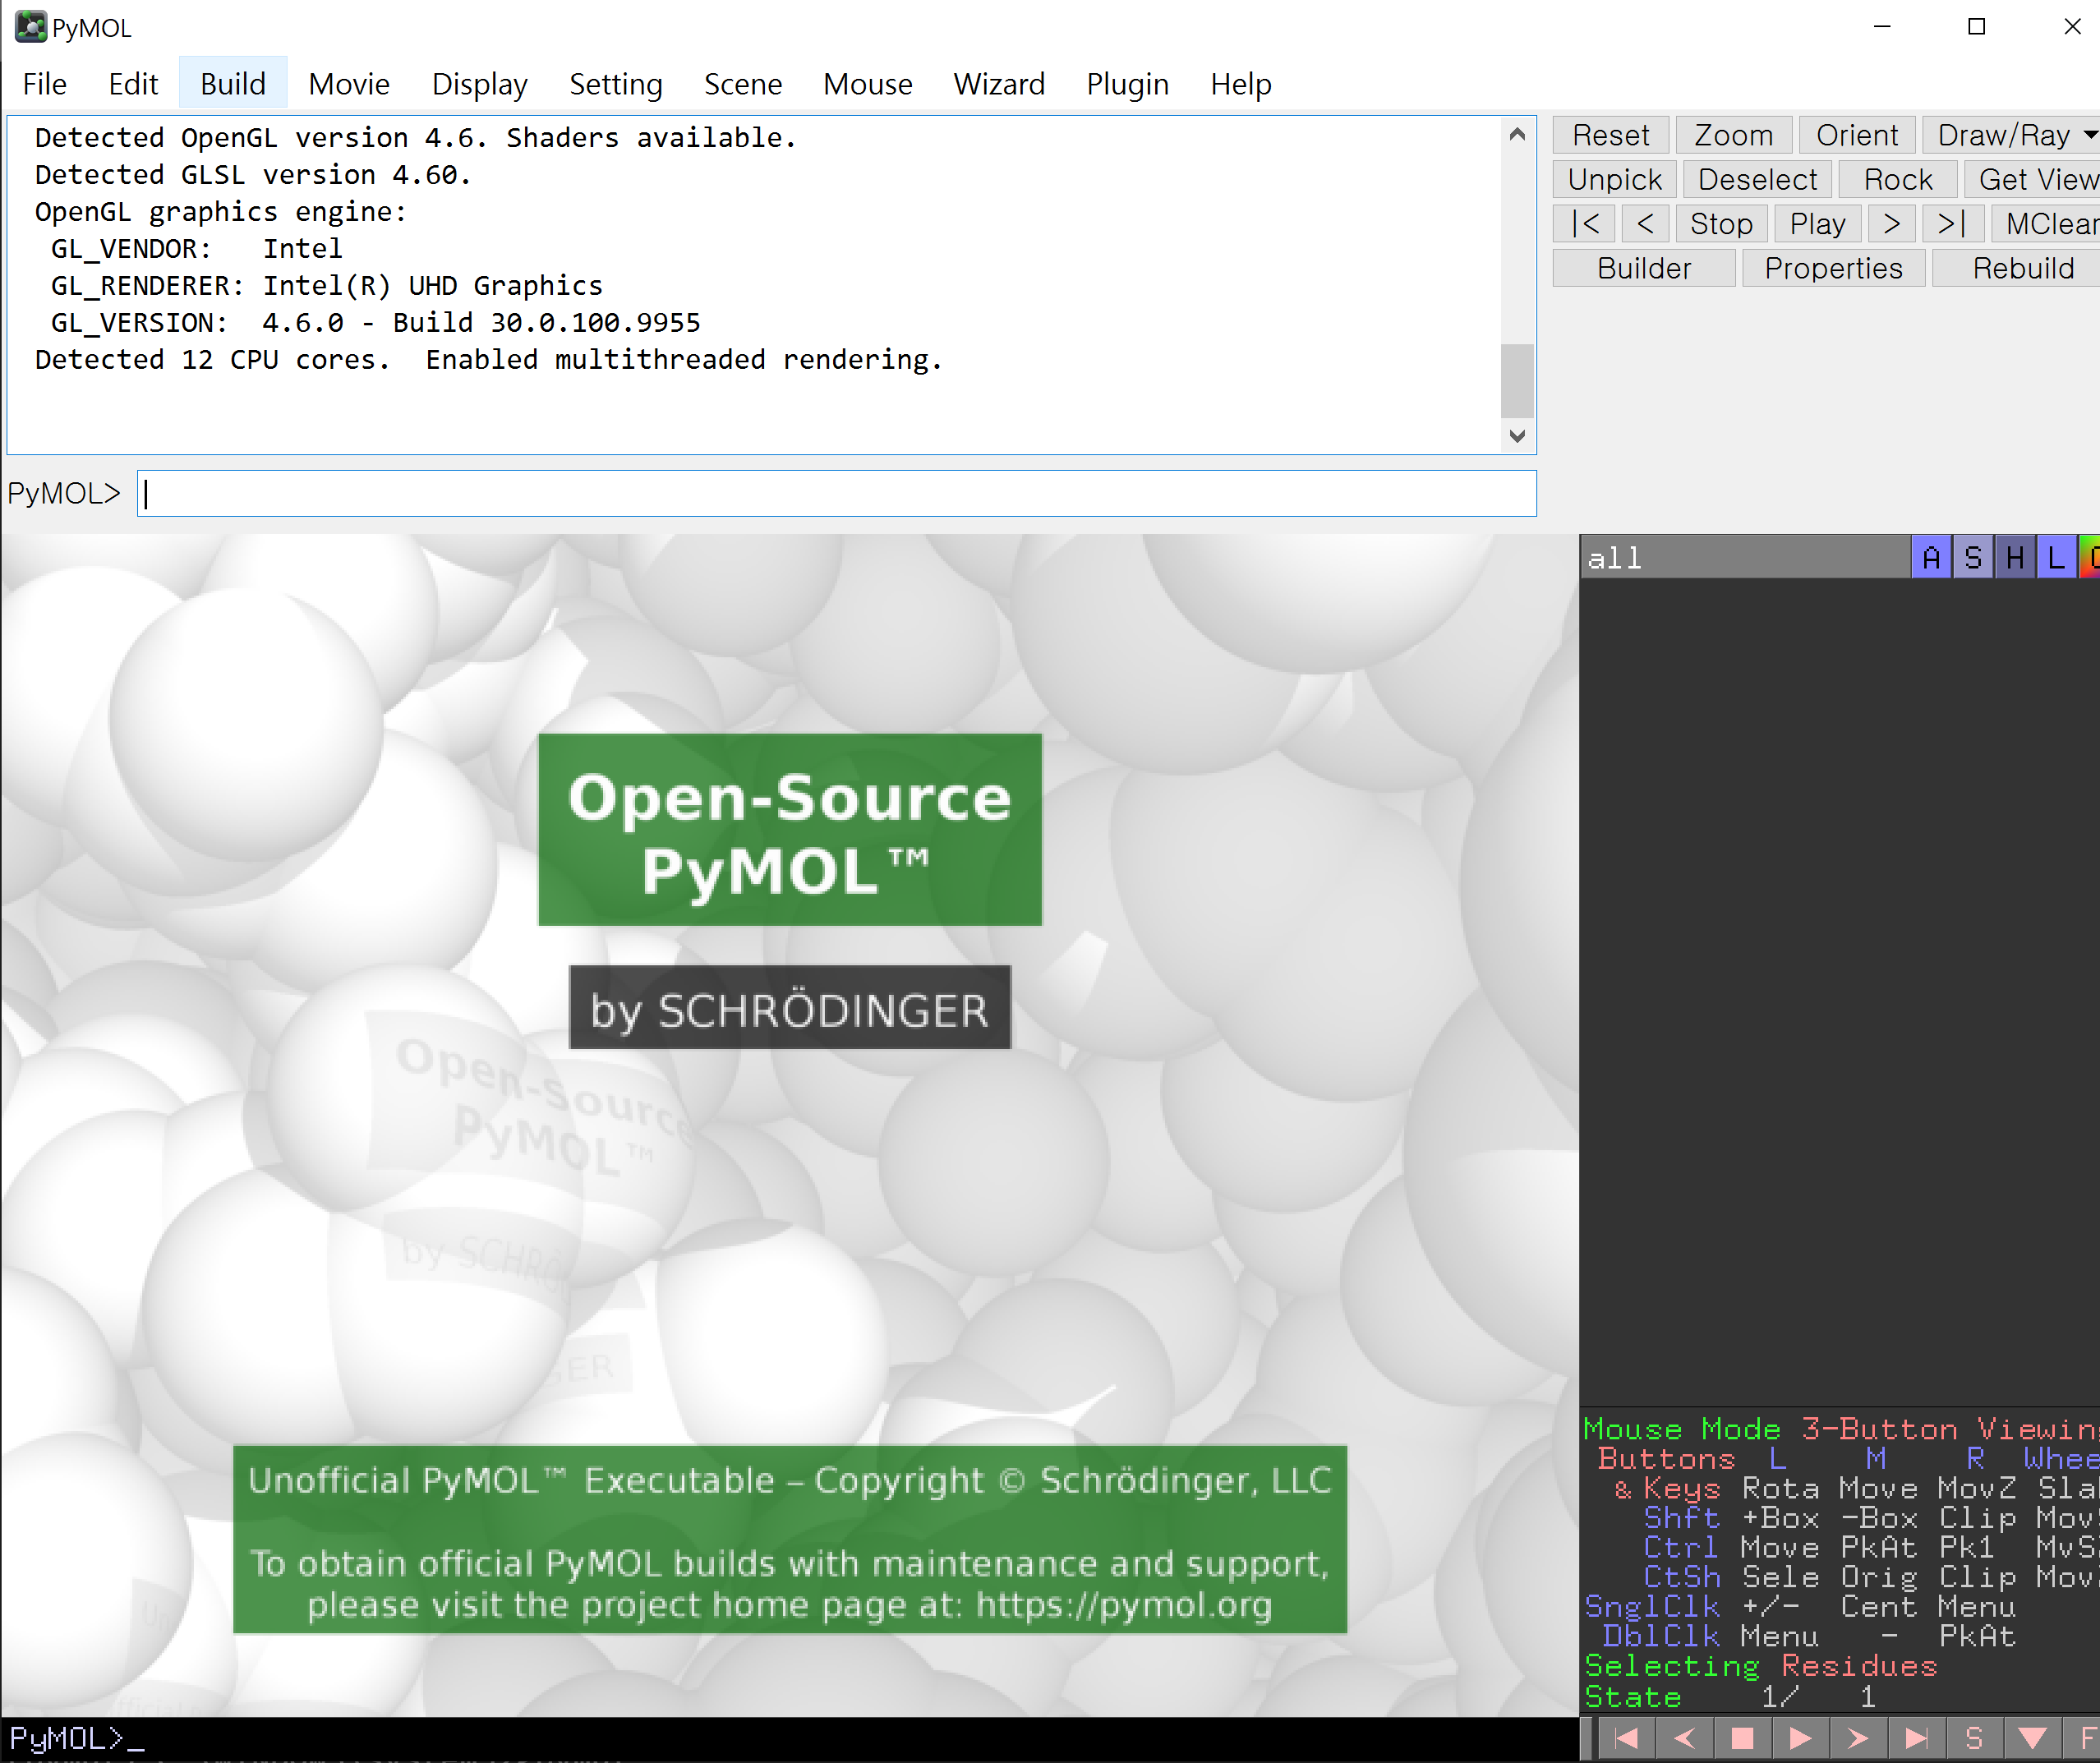 PyMOL
File Edit Build Movie Display Setting Scene Mouse Wizard Plugin Help
Detected OpenGL version 4.6. Shaders available.
Detected GLSL version 4.60.
OpenGL graphics engine:
GL_VENDOR: Intel
GL_RENDERER: Intel(R) UHD Graphics
GL_VERSION: 4.6.0 - Build 30.0.100.9955
Detected 12 CPU cores. Enabled multithreaded rendering.
PyMOL>
Reset Zoom Orient Draw/Ray
Unpick Deselect Rock Get View
|< < Stop Play > >| MClear
Builder Properties Rebuild
all A S H L
Open-Source
PyMOL™
by SCHRÖDINGER
Open-Source
PyMOL™
by SCHRÖ
GER
Unofficial PyMOL™ Executable – Copyright © Schrödinger, LLC
To obtain official PyMOL builds with maintenance and support,
please visit the project home page at: https://pymol.org
Mouse Mode 3-Button Viewing
Buttons L M R Whee
& Keys Rota Move MovZ Sla
Shft +Box -Box Clip Mov
Ctrl Move PkAt Pk1 MvS
CtSh Sele Orig Clip Mov
SnglClk +/- Cent Menu
DblClk Menu - PkAt
Selecting Residues
State 1/ 1
PyMOL>_
S F